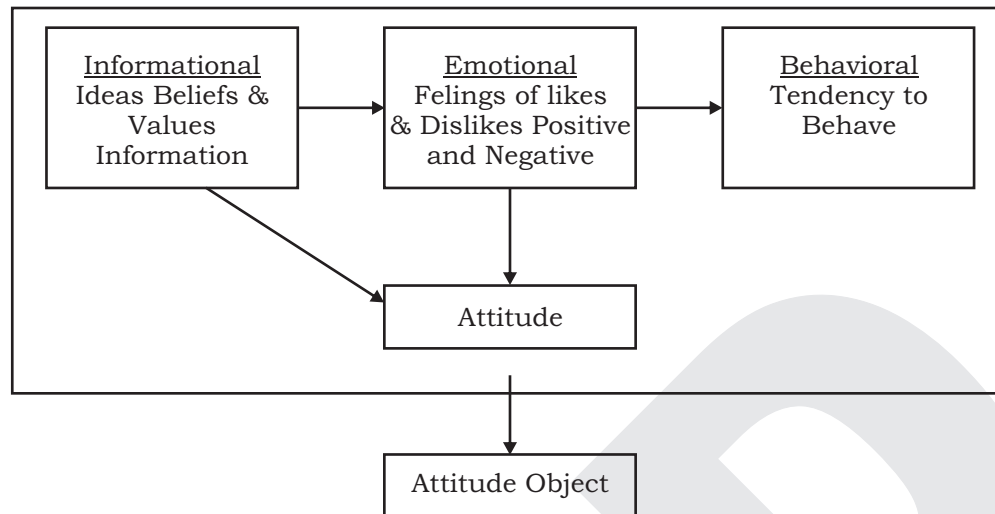 Informational
Ideas Beliefs &
Values
Information
Emotional
Felings of likes
& Dislikes Positive
and Negative
Behavioral
Tendency to
Behave
Attitude
Attitude Object